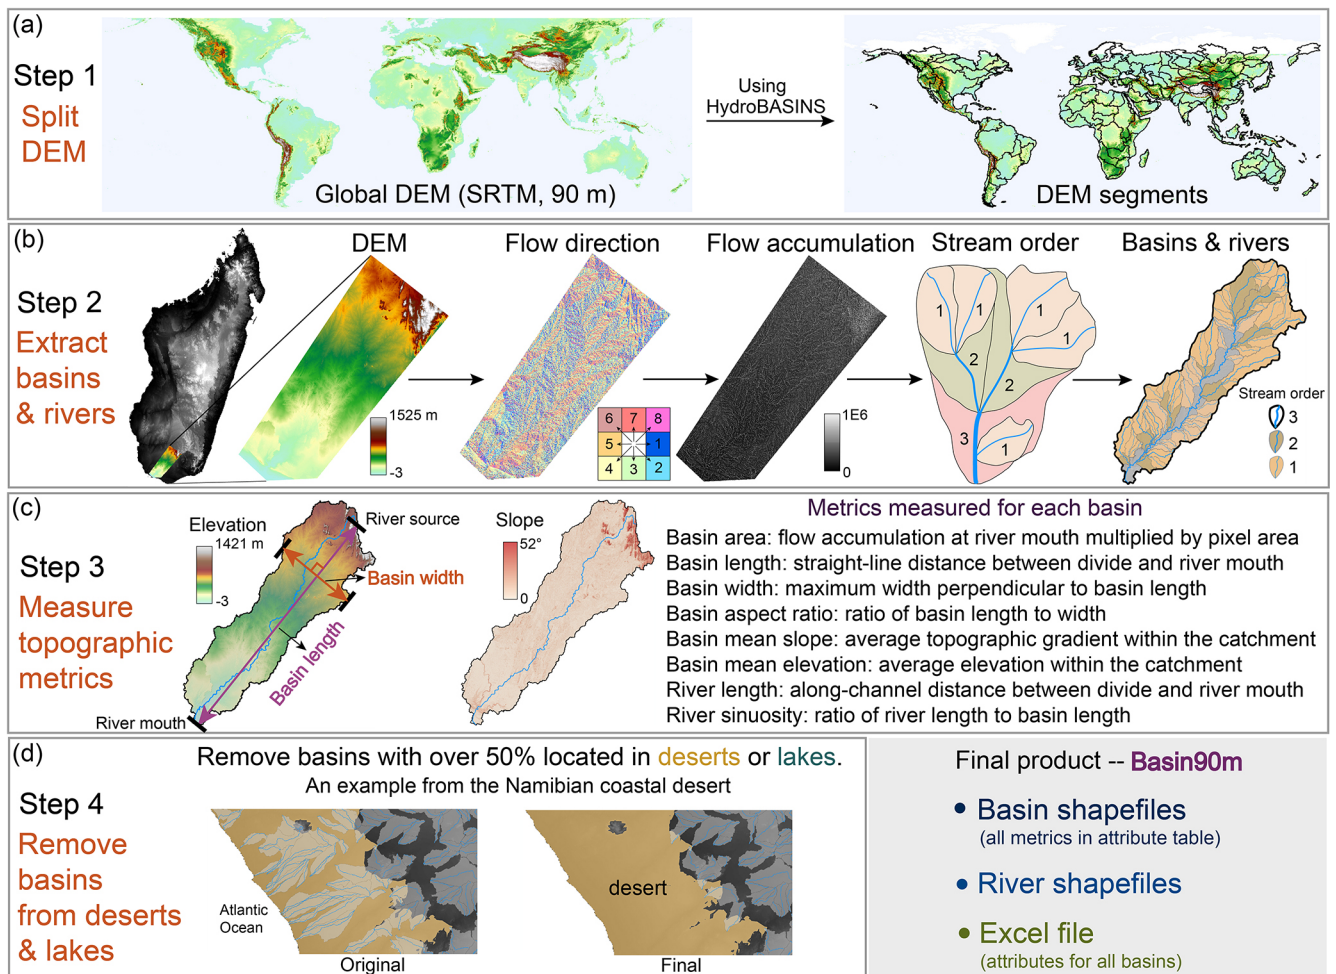 (a)
Step 1
Split
DEM
Global DEM (SRTM, 90 m)
Using
HydroBASINS
DEM segments
(b)
Step 2
Extract
basins
& rivers
DEM
1525 m
-3
Flow direction
6 7 8
5 1
4 3 2
Flow accumulation
1E6
0
Stream order
1
1
1
1
2
2
3
1
Basins & rivers
Stream order
3
2
1
(c)
Step 3
Measure
topographic
metrics
Elevation
1421 m
-3
River source
Basin width
Basin length
River mouth
Slope
52°
0
Metrics measured for each basin
Basin area: flow accumulation at river mouth multiplied by pixel area
Basin length: straight-line distance between divide and river mouth
Basin width: maximum width perpendicular to basin length
Basin aspect ratio: ratio of basin length to width
Basin mean slope: average topographic gradient within the catchment
Basin mean elevation: average elevation within the catchment
River length: along-channel distance between divide and river mouth
River sinuosity: ratio of river length to basin length
(d)
Step 4
Remove
basins
from deserts
& lakes
Remove basins with over 50% located in deserts or lakes.
An example from the Namibian coastal desert
Atlantic
Ocean
Original
desert
Final
Final product -- Basin90m
• Basin shapefiles
(all metrics in attribute table)
• River shapefiles
• Excel file
(attributes for all basins)